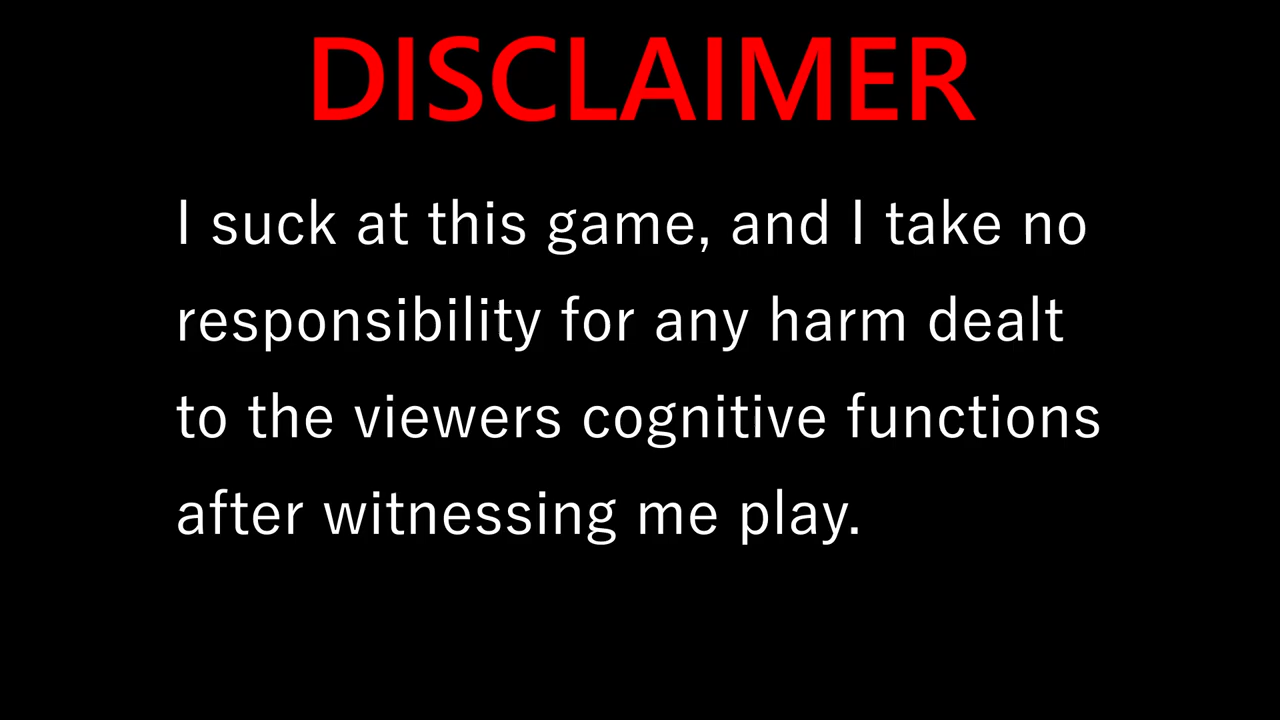 DISCLAIMER
I suck at this game, and I take no
responsibility for any harm dealt
to the viewers cognitive functions
after witnessing me play.